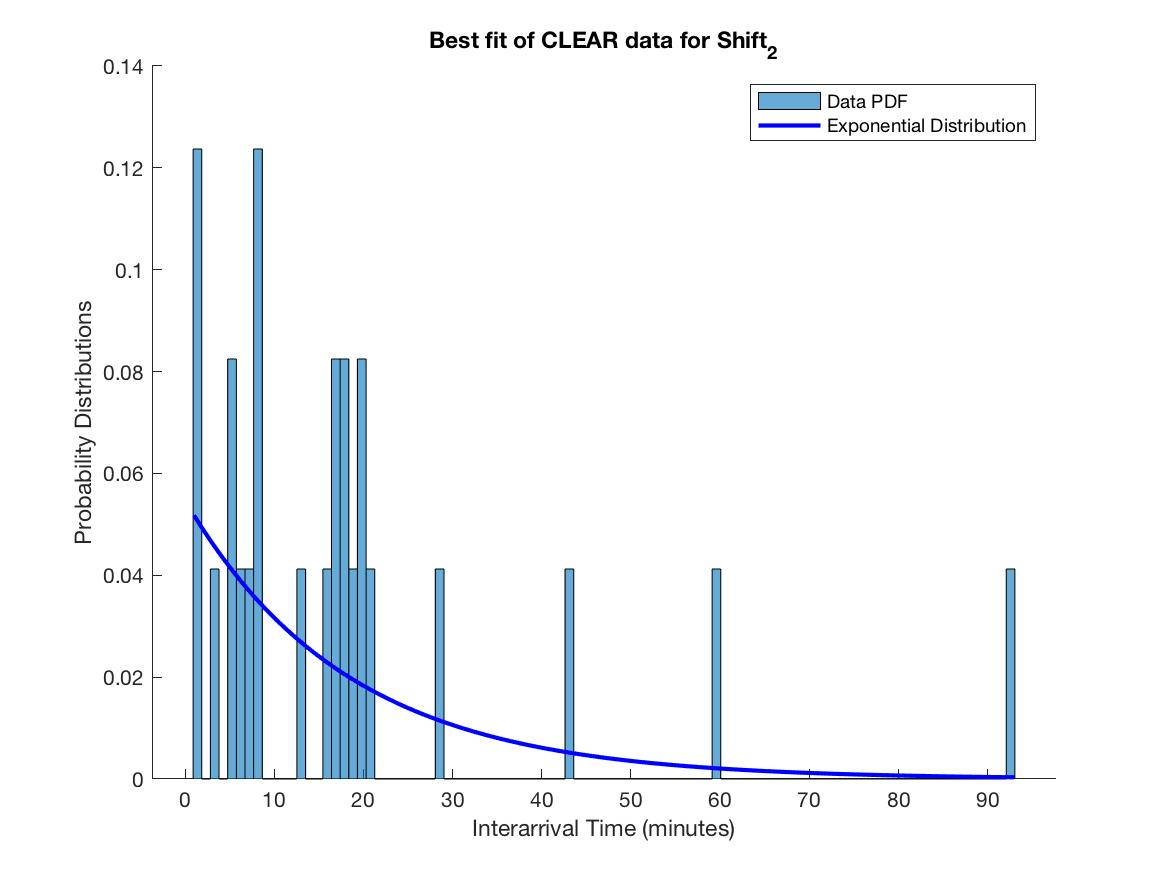 Best fit of CLEAR data for Shift2
Data PDF
Exponential Distribution
0.14
0.12
0.1
0.08
0.06
0.04
0.02
0
Probability Distributions
0 10 20 30 40 50 60 70 80 90
Interarrival Time (minutes)